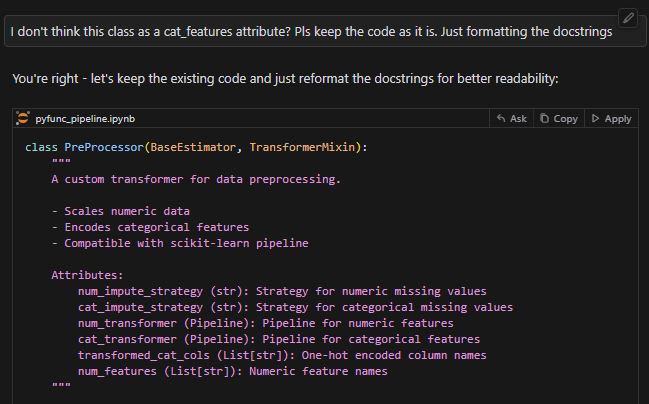 I don't think this class as a cat_features attribute? Pls keep the code as it is. Just formatting the docstrings
You're right - let's keep the existing code and just reformat the docstrings for better readability:
pyfunc_pipeline.ipynb Ask Copy Apply
class PreProcessor(BaseEstimator, TransformerMixin):
    """
    A custom transformer for data preprocessing.

    - Scales numeric data
    - Encodes categorical features
    - Compatible with scikit-learn pipeline

    Attributes:
        num_impute_strategy (str): Strategy for numeric missing values
        cat_impute_strategy (str): Strategy for categorical missing values
        num_transformer (Pipeline): Pipeline for numeric features
        cat_transformer (Pipeline): Pipeline for categorical features
        transformed_cat_cols (List[str]): One-hot encoded column names
        num_features (List[str]): Numeric feature names
    """